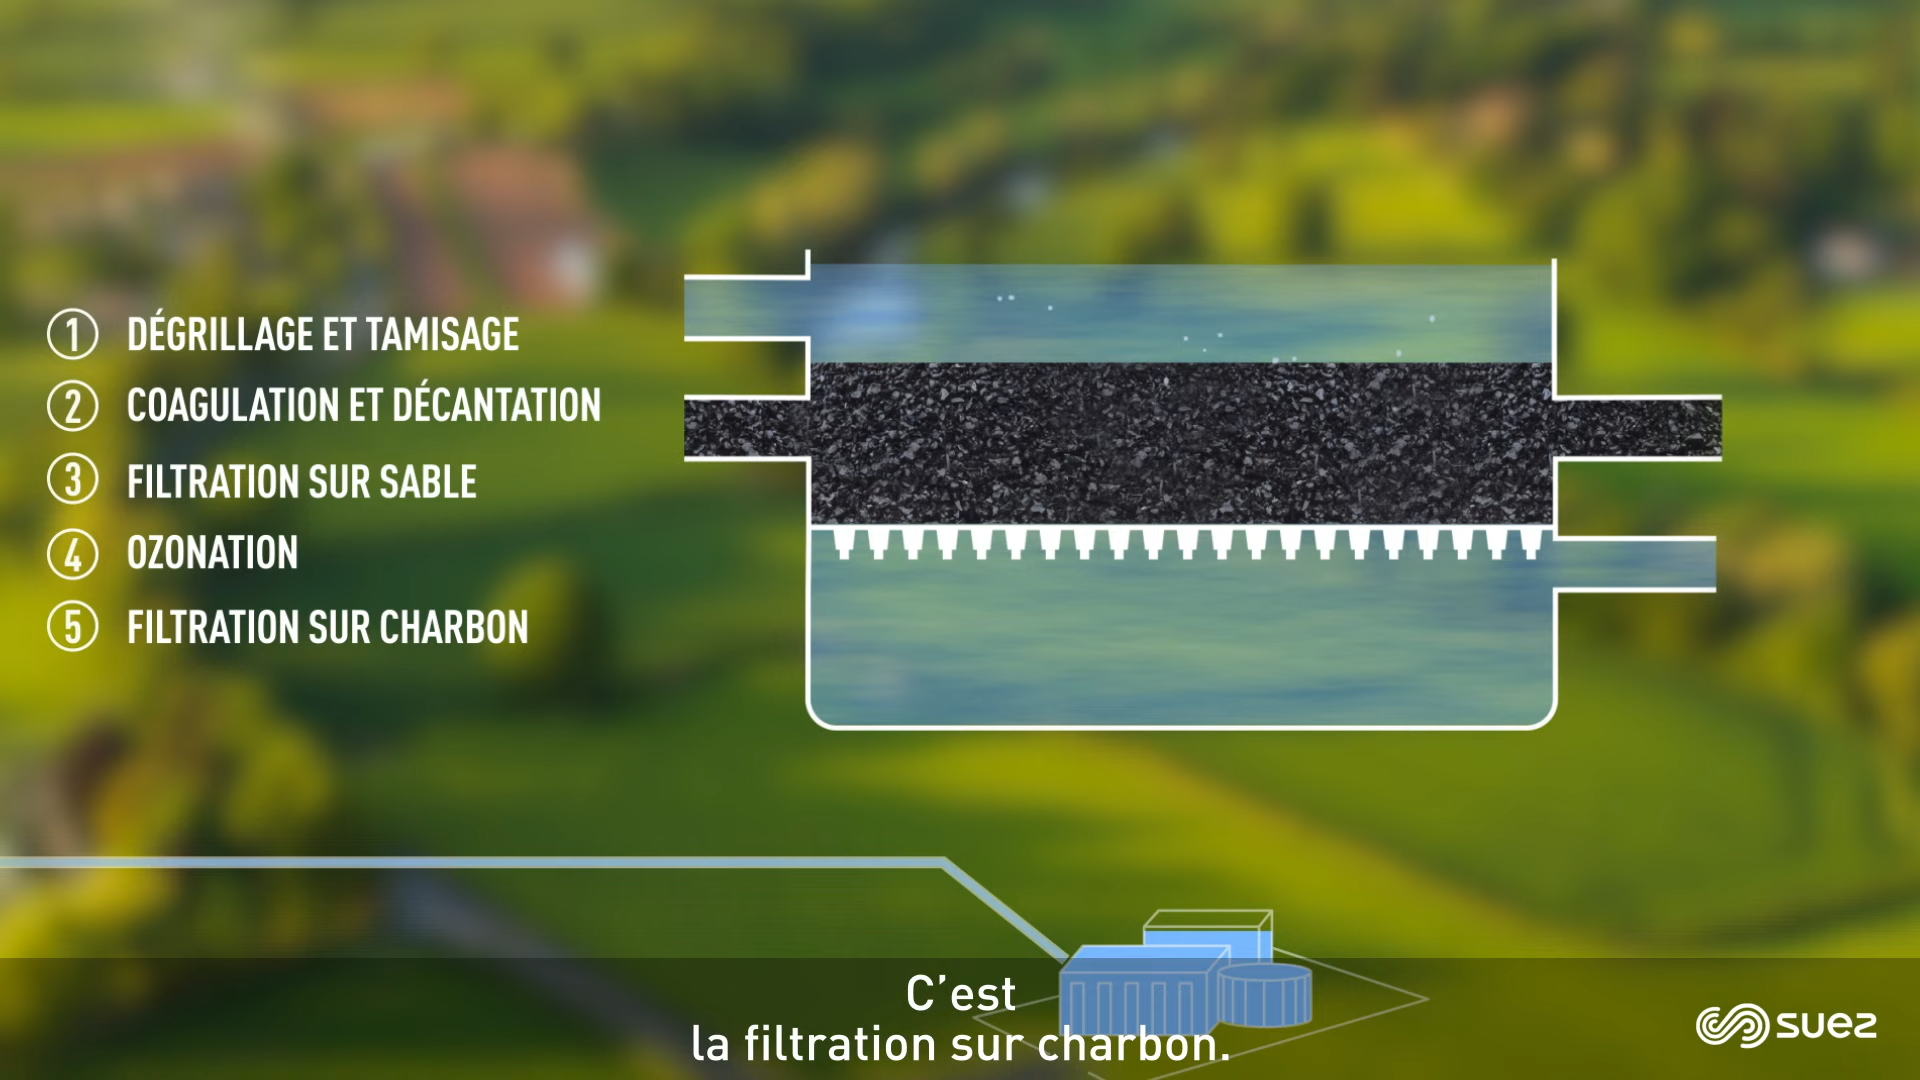 1 DÉGRILLAGE ET TAMISAGE
2 COAGULATION ET DÉCANTATION
3 FILTRATION SUR SABLE
4 OZONATION
5 FILTRATION SUR CHARBON
C’est
la filtration sur charbon.
suez